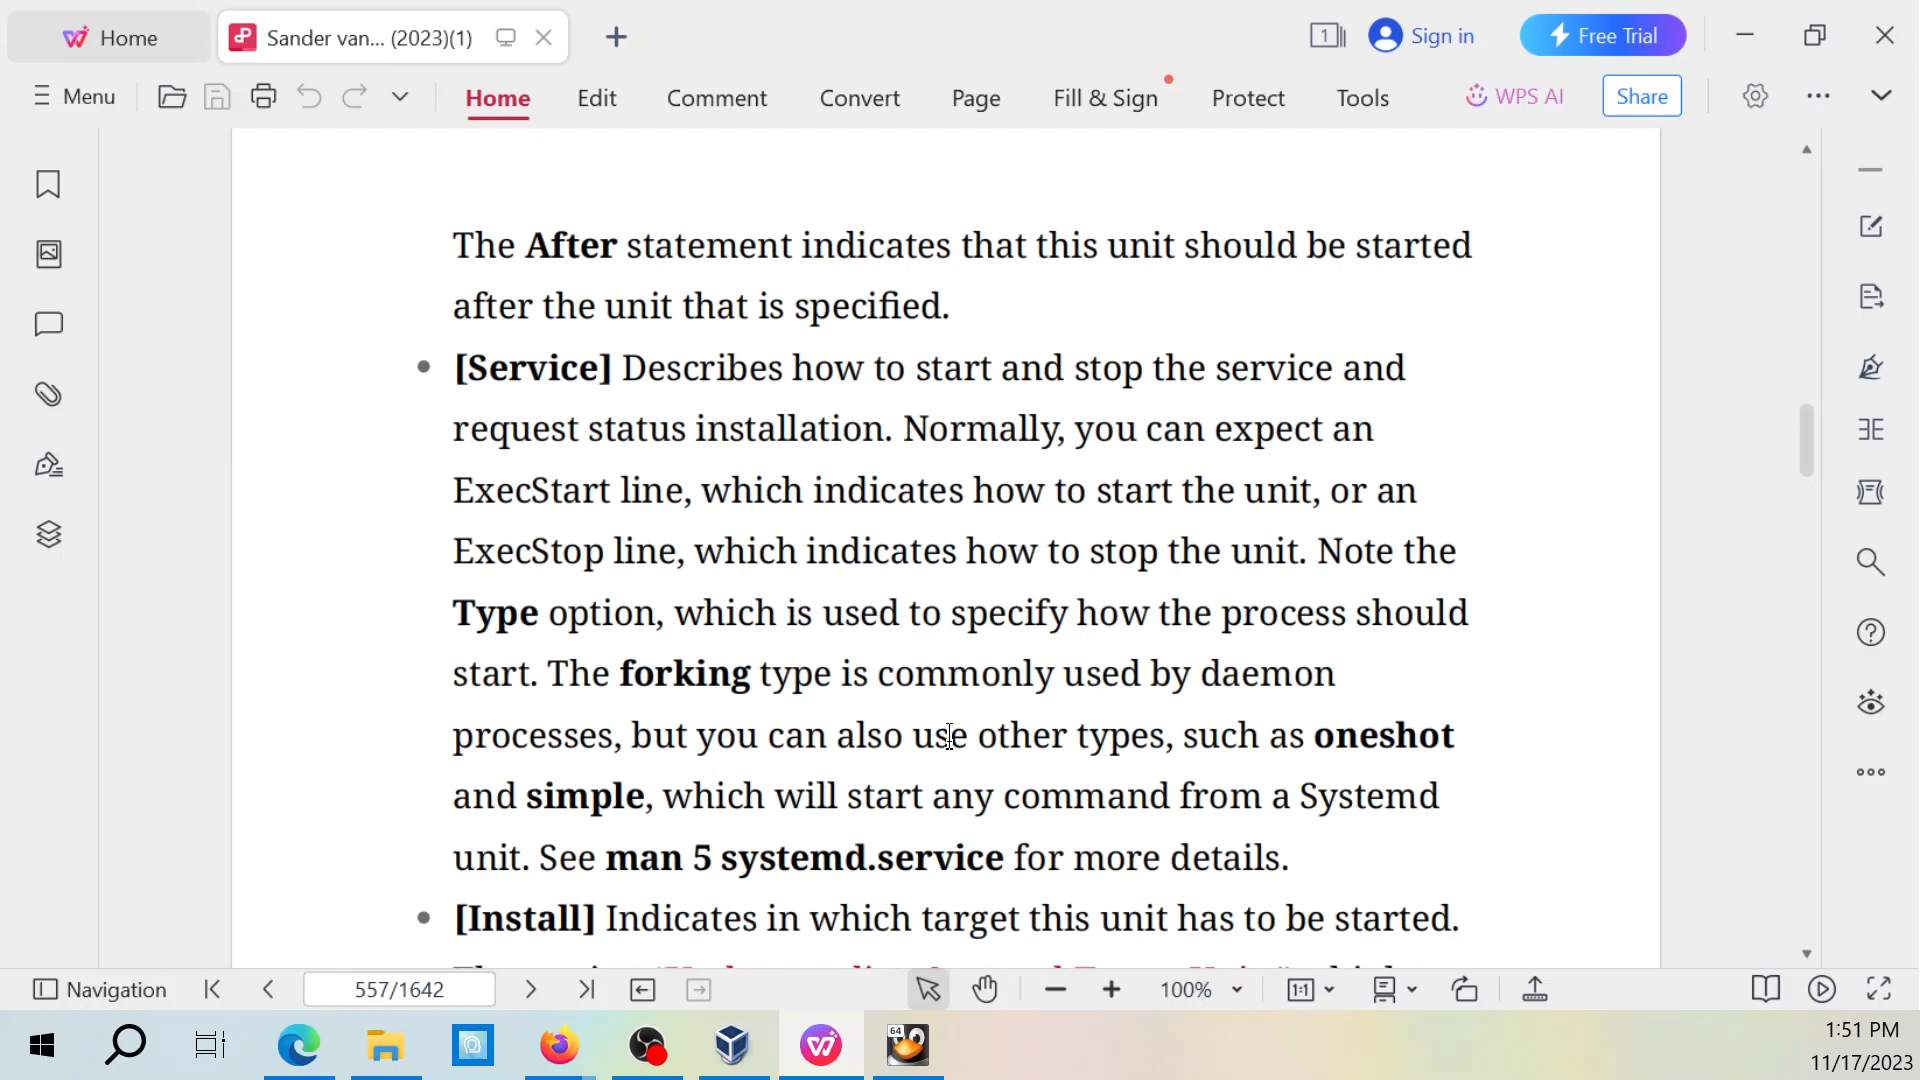 Home
Sander van... (2023)(1)
1
Sign in
Free Trial
Menu
Home
Edit
Comment
Convert
Page
Fill & Sign
Protect
Tools
WPS AI
Share
The After statement indicates that this unit should be started
after the unit that is specified.
[Service] Describes how to start and stop the service and
request status installation. Normally, you can expect an
ExecStart line, which indicates how to start the unit, or an
ExecStop line, which indicates how to stop the unit. Note the
Type option, which is used to specify how the process should
start. The forking type is commonly used by daemon
processes, but you can also use other types, such as oneshot
and simple, which will start any command from a Systemd
unit. See man 5 systemd.service for more details.
[Install] Indicates in which target this unit has to be started.
Navigation
557/1642
100%
1:1
64
1:51 PM
11/17/2023